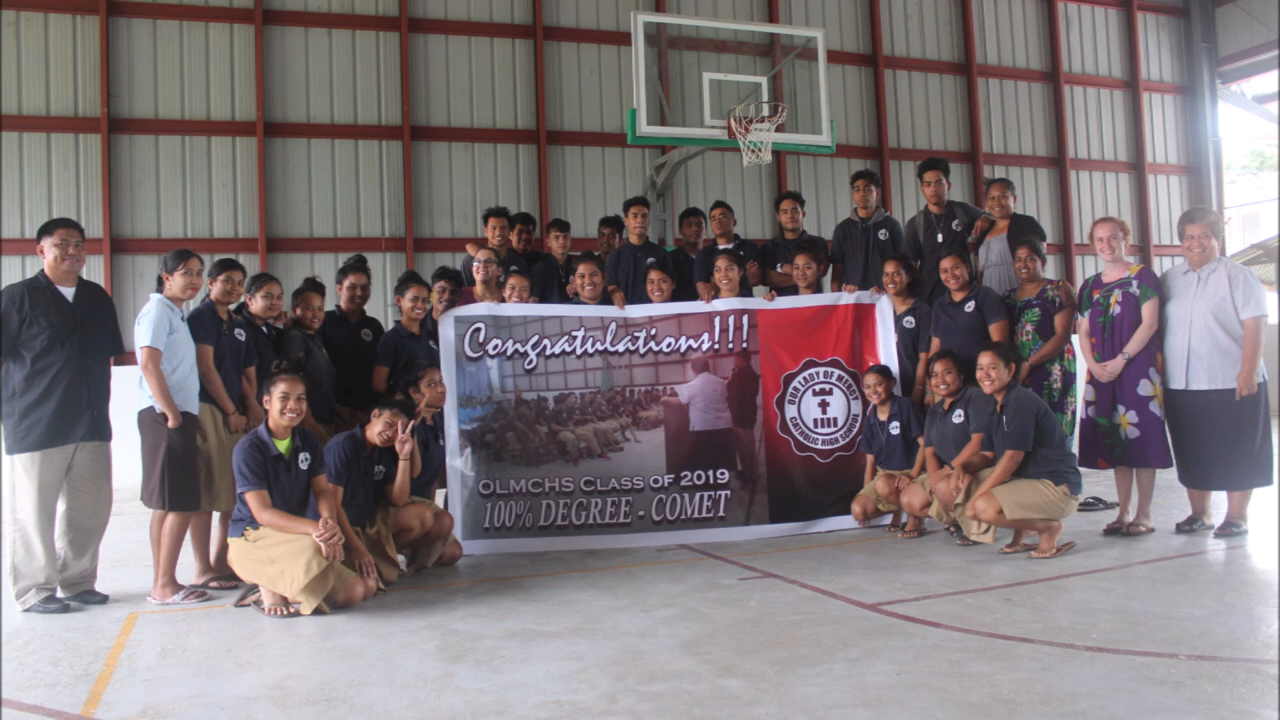 Congratulations!!!
OUR LADY OF MERCY
CATHOLIC HIGH SCHOOL
OLMCHS CLASS OF 2019
100% DEGREE - COMET